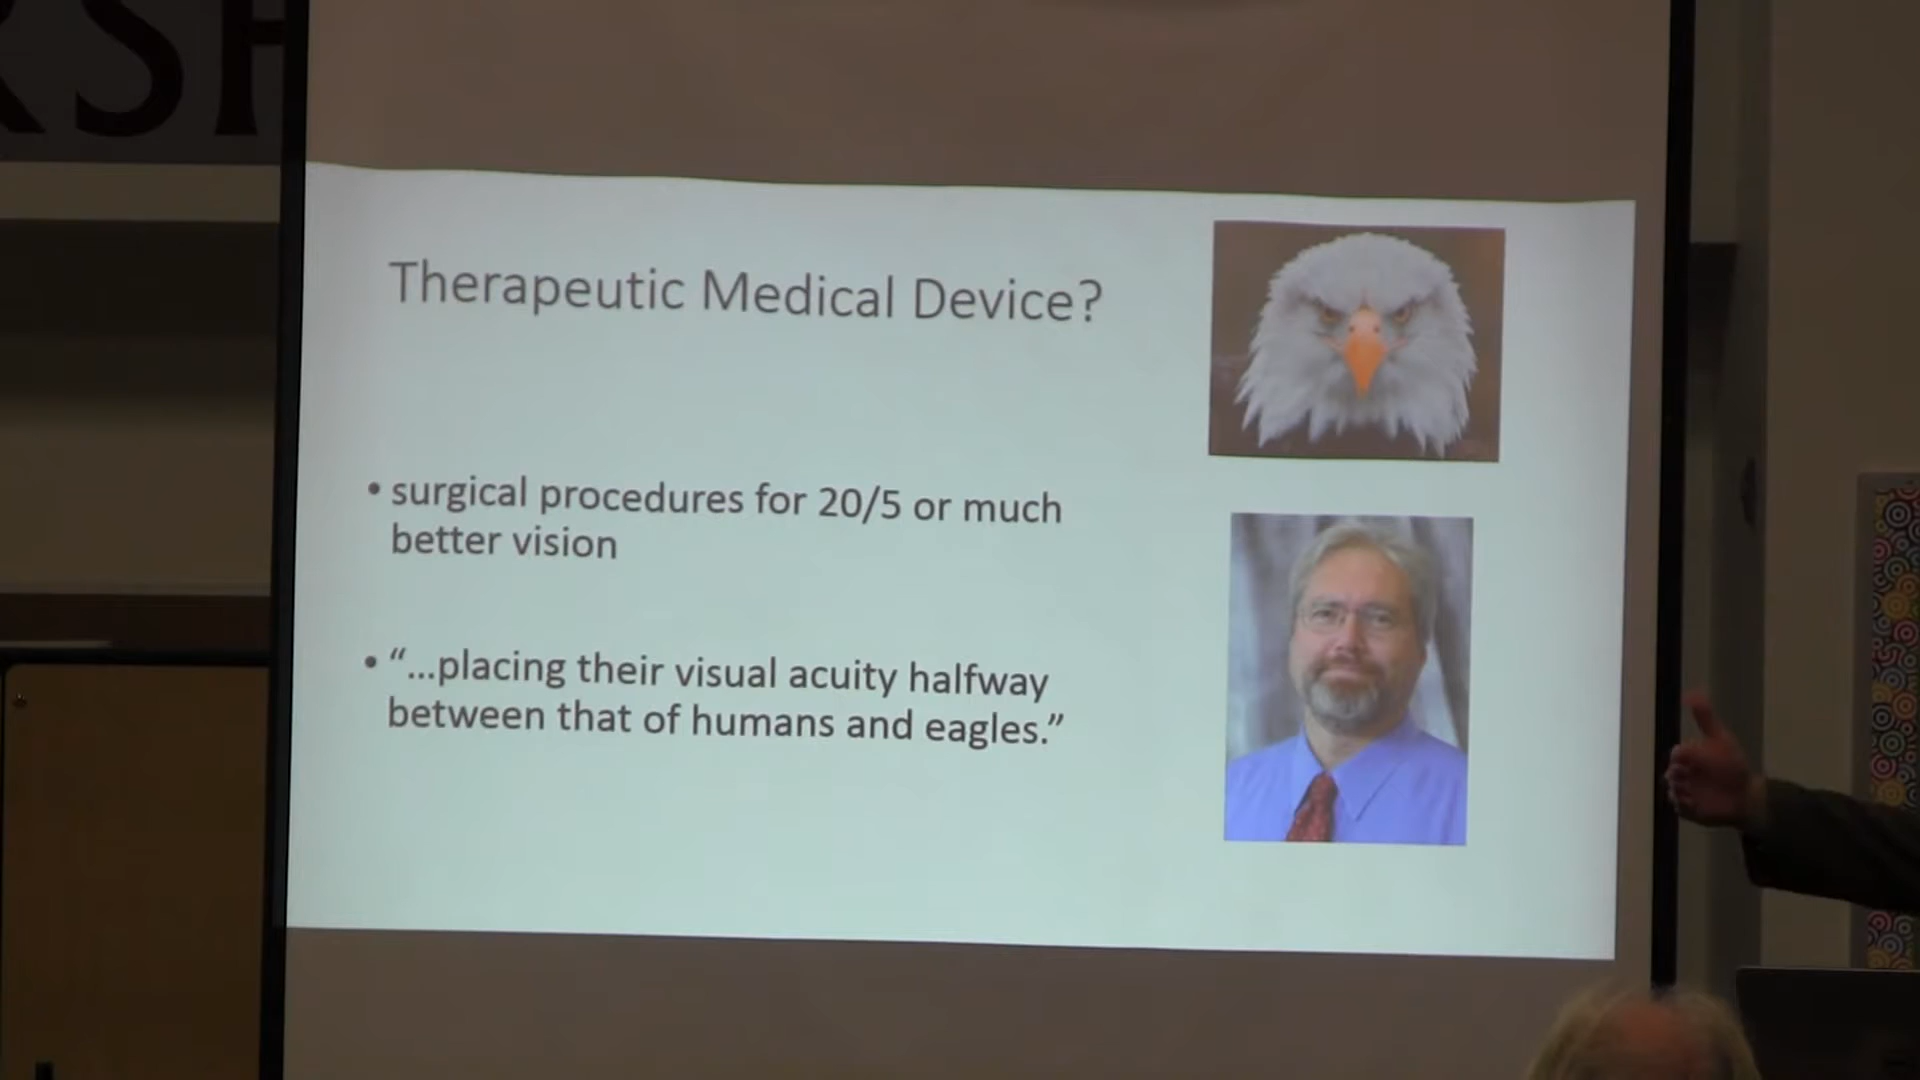 RSH
Therapeutic Medical Device?
• surgical procedures for 20/5 or much
better vision
• “...placing their visual acuity halfway
between that of humans and eagles.”